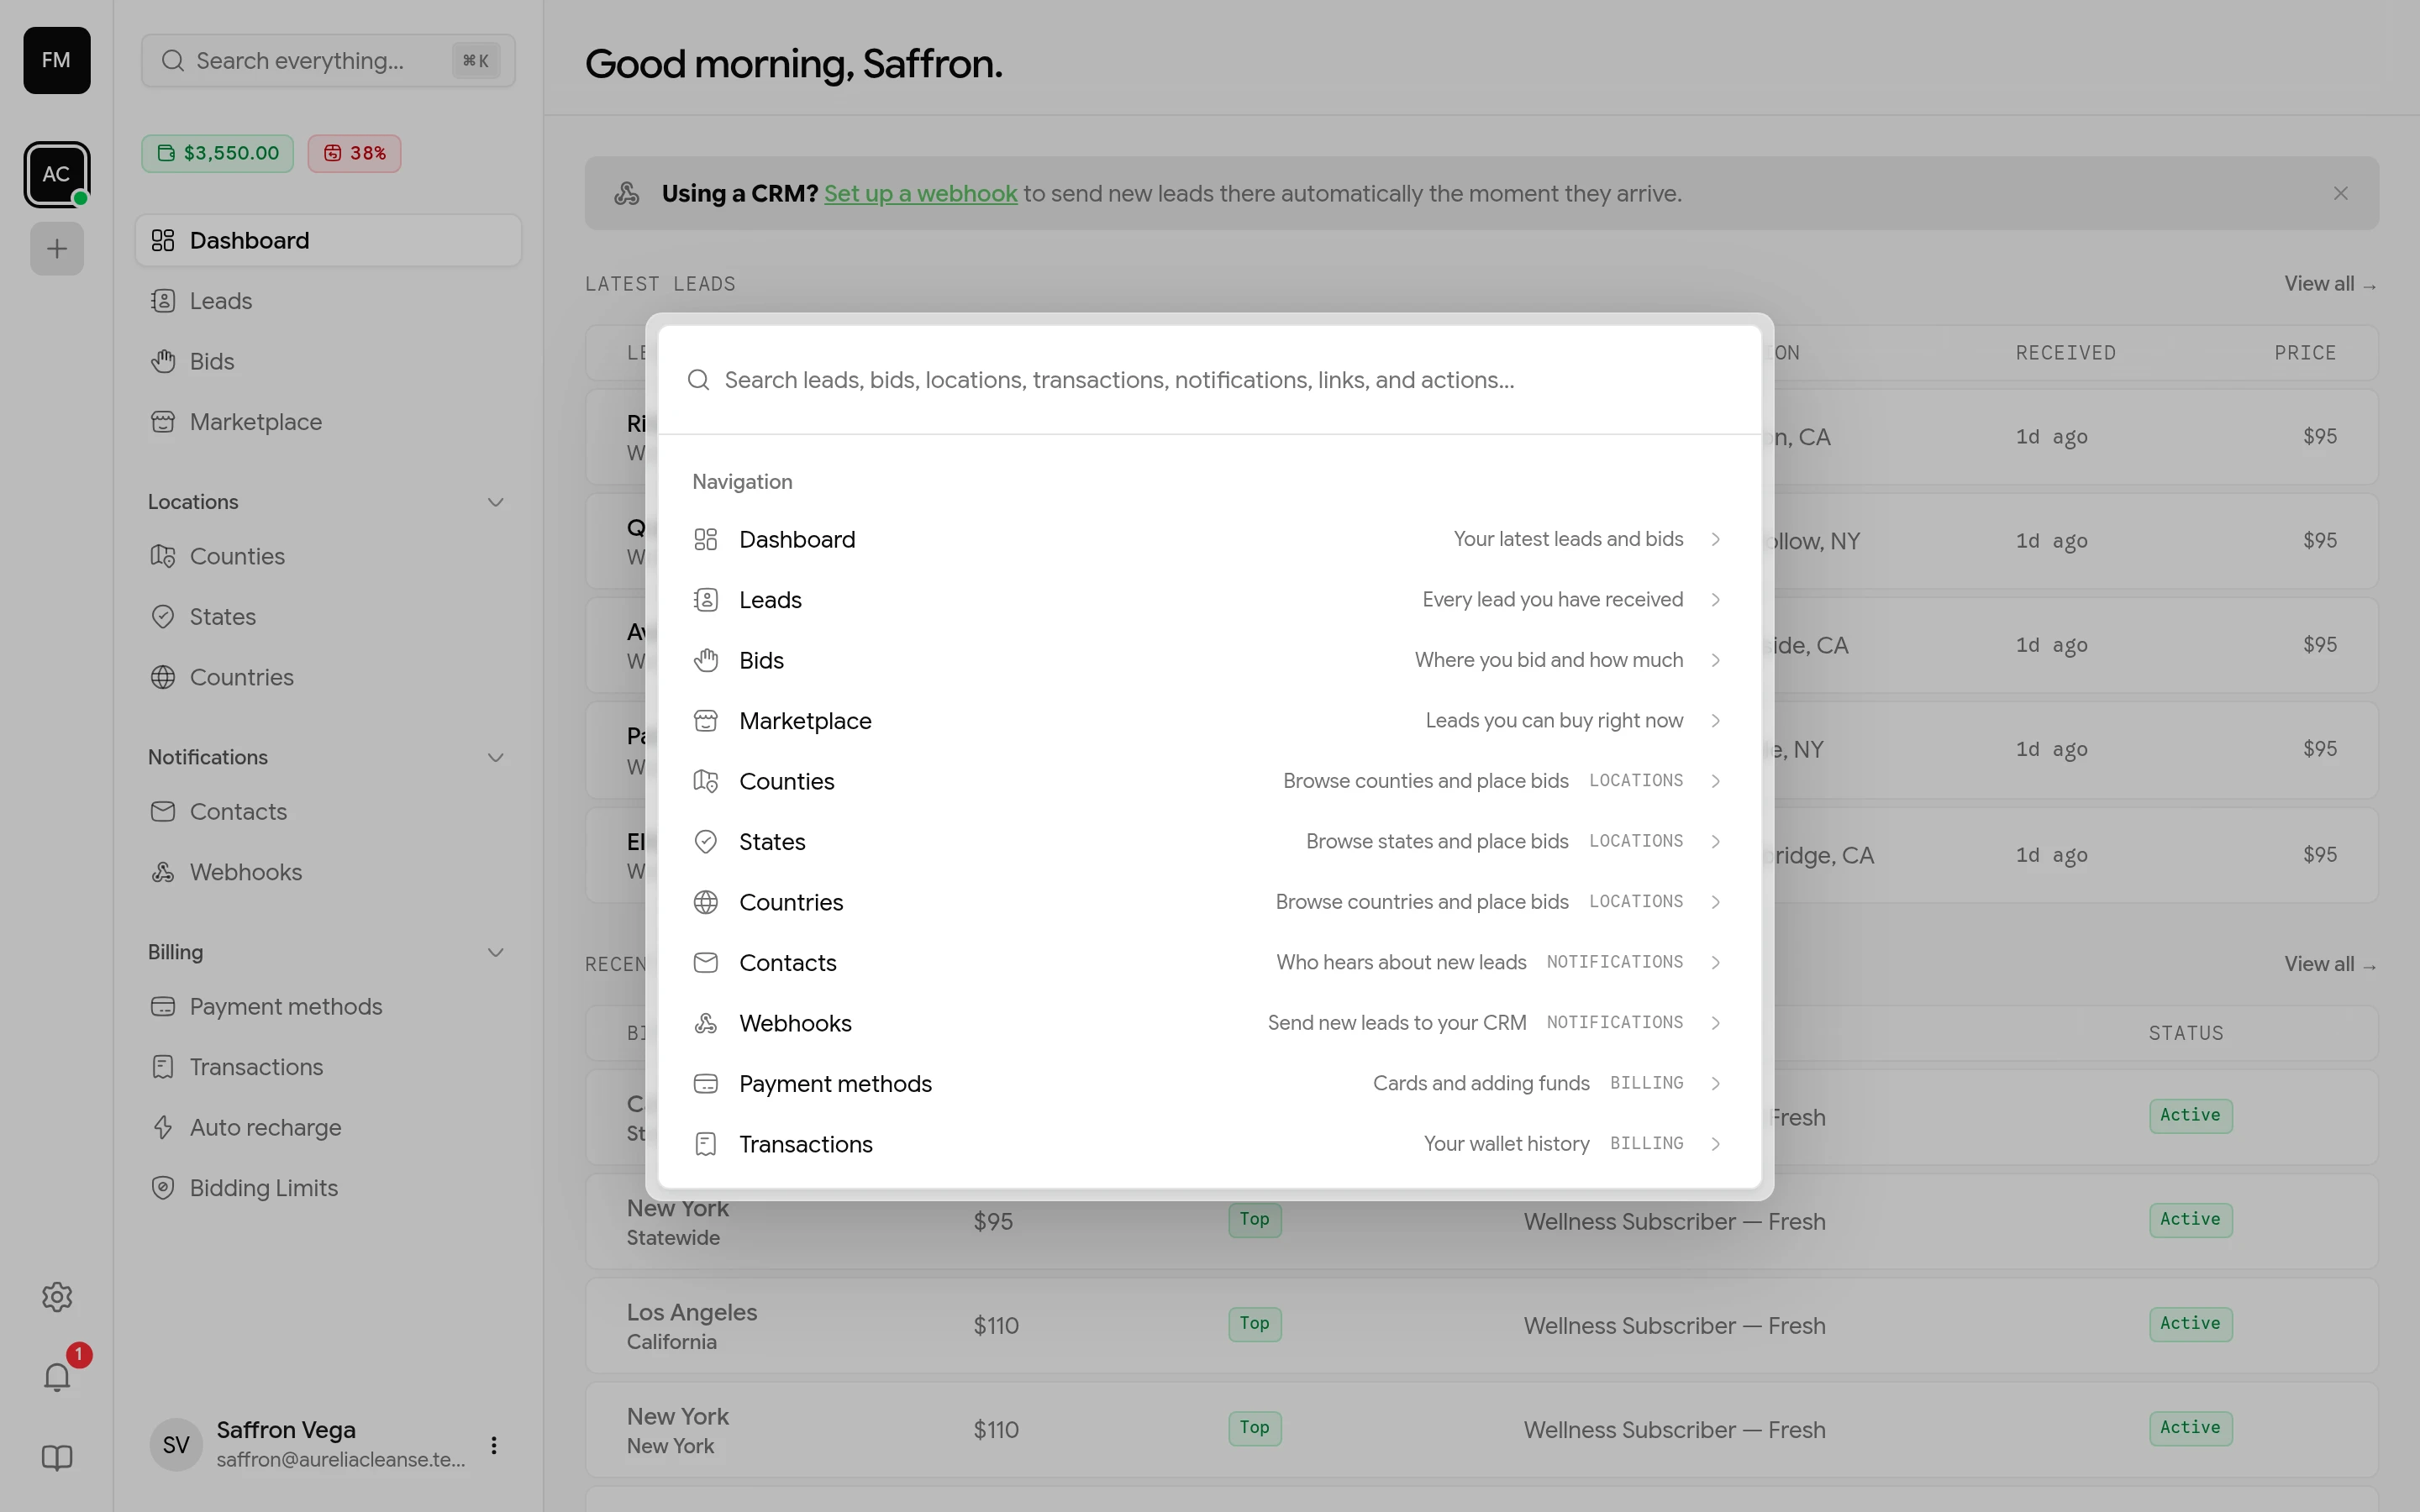 FM
AC
Search everything...
⌘K
$3,550.00
38%
Dashboard
Leads
Bids
Marketplace
Locations
Counties
States
Countries
Notifications
Contacts
Webhooks
Billing
Payment methods
Transactions
Auto recharge
Bidding Limits
1
SV
Saffron Vega
saffron@aureliacleanse.te...
Good morning, Saffron.
Using a CRM? Set up a webhook to send new leads there automatically the moment they arrive.
LATEST LEADS
View all →
RECEIVED
PRICE
CA
1d ago
$95
NY
1d ago
$95
CA
1d ago
$95
NY
1d ago
$95
CA
1d ago
$95
Search leads, bids, locations, transactions, notifications, links, and actions...
Navigation
Dashboard
Your latest leads and bids
Leads
Every lead you have received
Bids
Where you bid and how much
Marketplace
Leads you can buy right now
Counties
Browse counties and place bids
LOCATIONS
States
Browse states and place bids
LOCATIONS
Countries
Browse countries and place bids
LOCATIONS
Contacts
Who hears about new leads
NOTIFICATIONS
Webhooks
Send new leads to your CRM
NOTIFICATIONS
Payment methods
Cards and adding funds
BILLING
Transactions
Your wallet history
BILLING
View all →
STATUS
Fresh
Active
New York
Statewide
$95
Top
Wellness Subscriber — Fresh
Active
Los Angeles
California
$110
Top
Wellness Subscriber — Fresh
Active
New York
New York
$110
Top
Wellness Subscriber — Fresh
Active